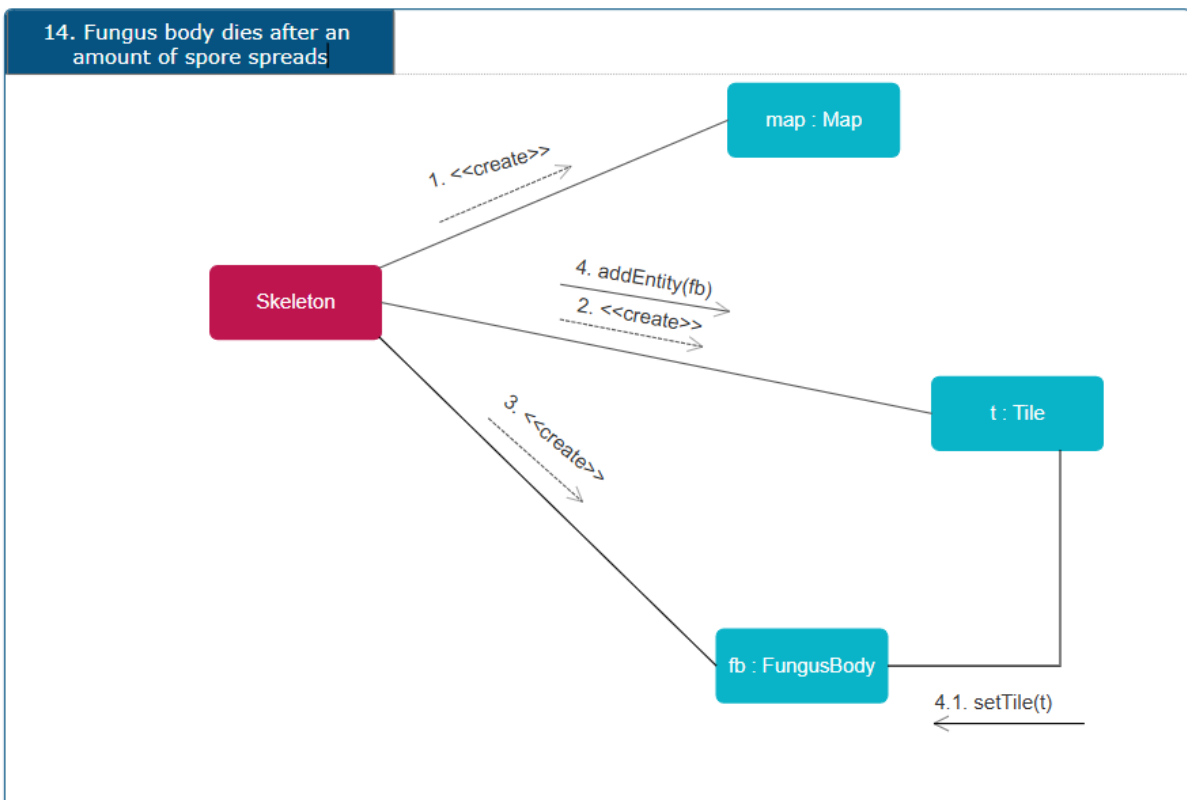 14. Fungus body dies after an
amount of spore spreads
map : Map
1. <<create>>
Skeleton
4. addEntity(fb)
2. <<create>>
3. <<create>>
t : Tile
fb : FungusBody
4.1. setTile(t)